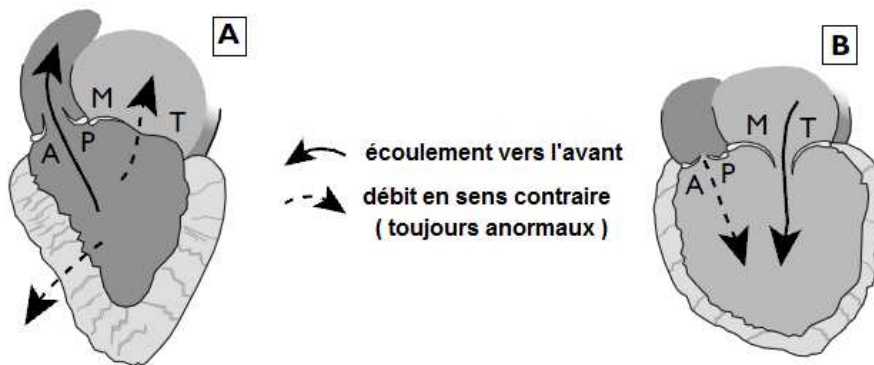 A
B
M
T
A
P
écoulement vers l'avant
débit en sens contraire
( toujours anormaux )
M
T
A
P